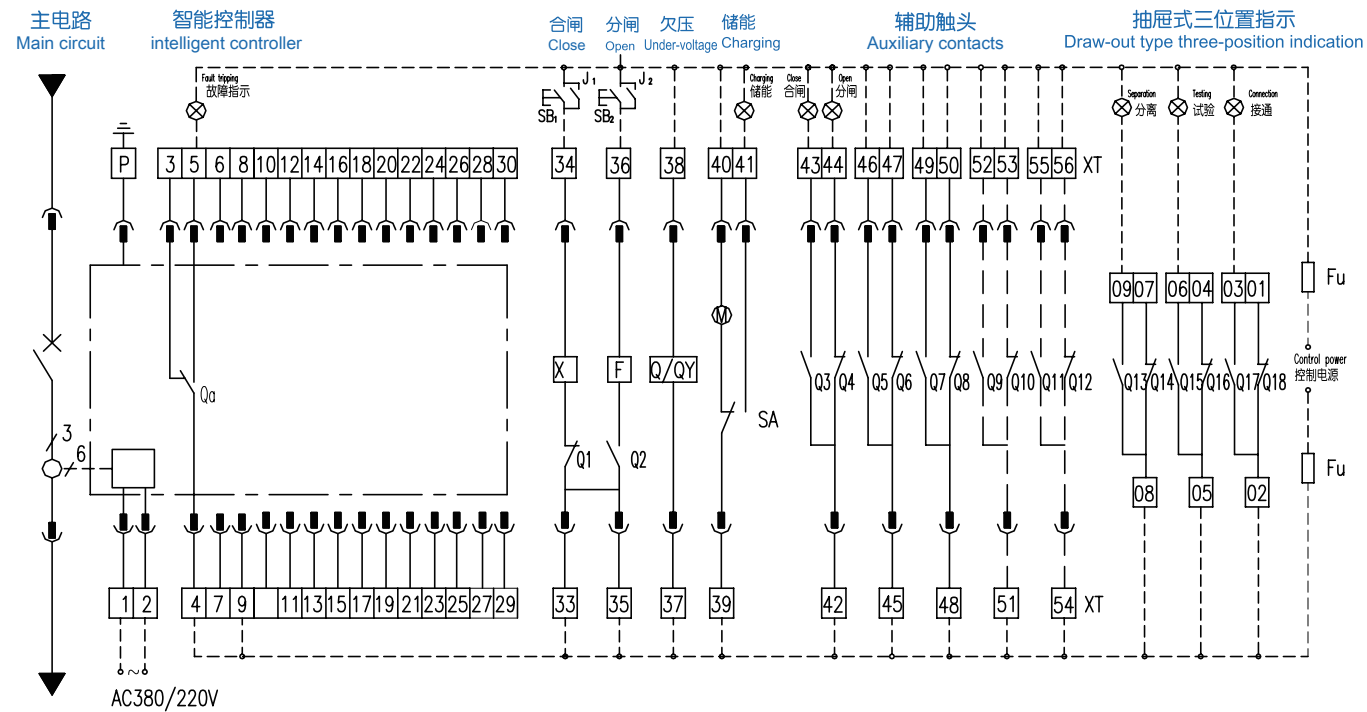 主电路
Main circuit
智能控制器
intelligent controller
合闸
Close
分闸
Open
欠压
Under-voltage
储能
Charging
辅助触头
Auxiliary contacts
抽屉式三位置指示
Draw-out type three-position indication
Fault tripping
故障指示
J1
SB1
J2
SB2
Charging
储能
Close
合闸
Open
分闸
Separation
分离
Testing
试验
Connection
接通
P 3 5 6 8 10 12 14 16 18 20 22 24 26 28 30 34 36 38 40 41 43 44 46 47 49 50 52 53 55 56 XT
09 07 06 04 03 01
Fu
M
Control power
控制电源
X F Q/QY
Qa
Q3 Q4 Q5 Q6 Q7 Q8 Q9 Q10 Q11 Q12 Q13 Q14 Q15 Q16 Q17 Q18
SA
3
6
Q1 Q2
Fu
08 05 02
1 2 4 7 9 11 13 15 17 19 21 23 25 27 29 33 35 37 39 42 45 48 51 54 XT
~
AC380/220V